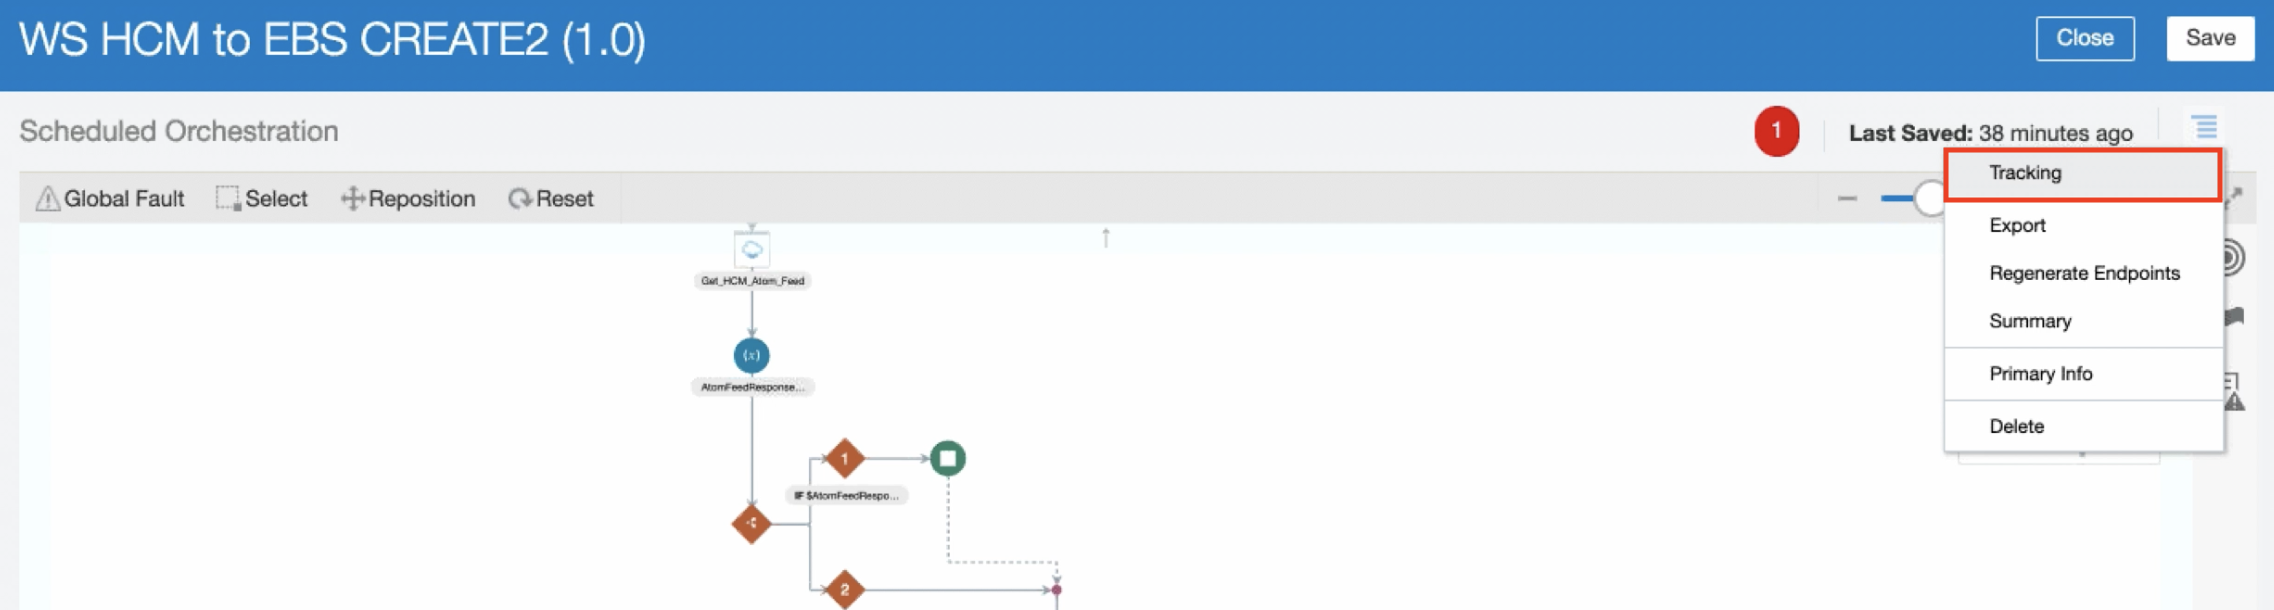 WS HCM to EBS CREATE2 (1.0)
Close
Save
Scheduled Orchestration
1
Last Saved: 38 minutes ago
Global Fault
Select
Reposition
Reset
Tracking
Export
Regenerate Endpoints
Summary
Primary Info
Delete
Get_HCM_Atom_Feed
(x)
AtomFeedResponse...
1
IF $AtomFeedRespo...
2